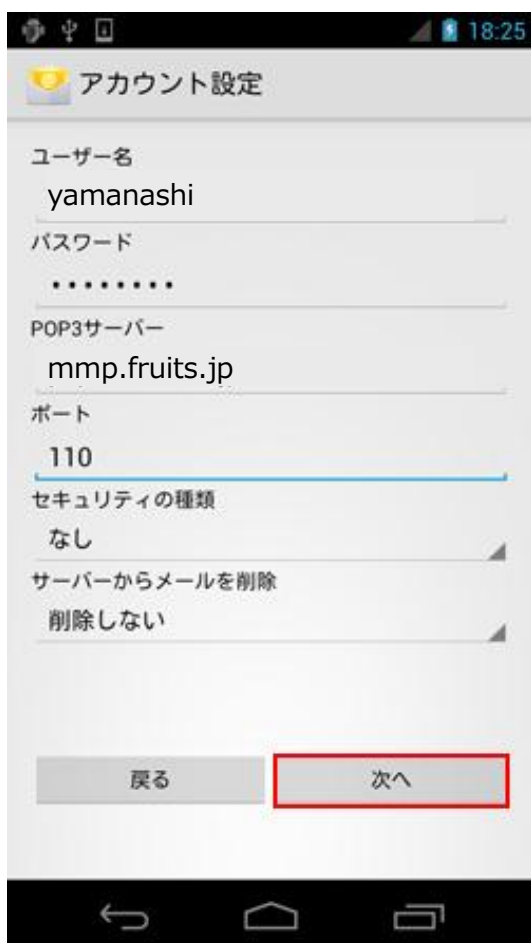 18:25
アカウント設定
ユーザー名
yamanashi
パスワード
••••••••
POP3サーバー
mmp.fruits.jp
ポート
110
セキュリティの種類
なし
サーバーからメールを削除
削除しない
戻る
次へ